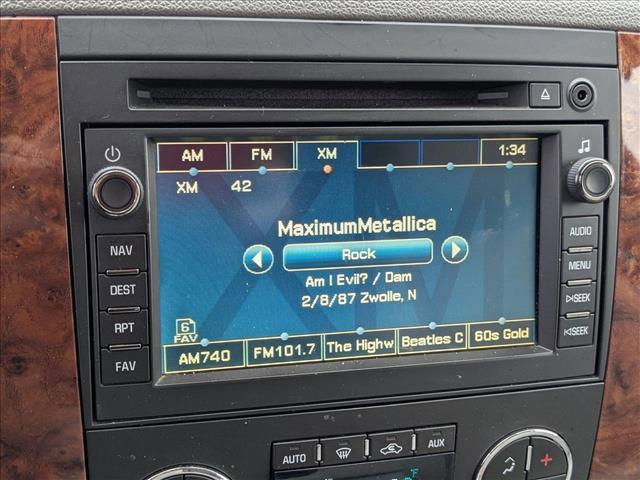 AM FM XM 1:34
XM 42
MaximumMetallica
Rock
Am I Evil? / Dam
2/8/87 Zwolle, N
6
FAV
AM740 FM101.7 The Highw Beatles C 60s Gold
NAV
DEST
RPT
FAV
AUDIO
MENU
SEEK
SEEK
AUTO AUX
°F